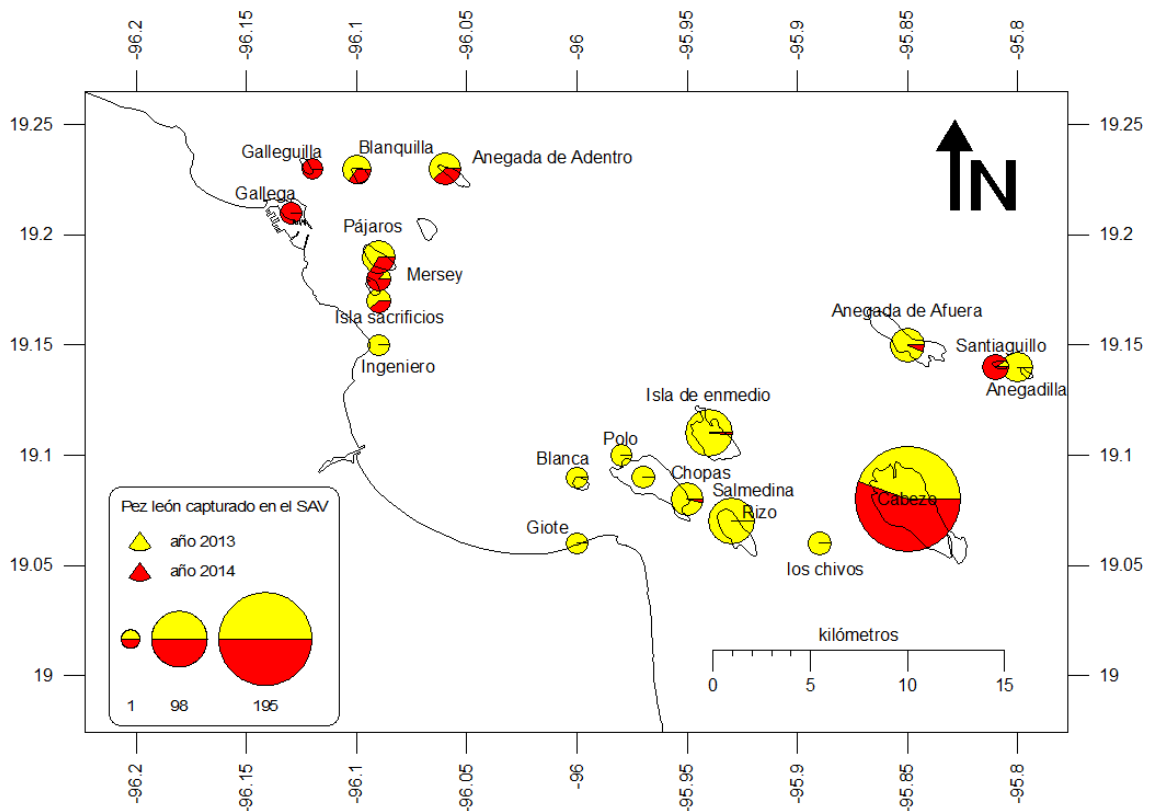 -96.2
-96.15
-96.1
-96.05
-96
-95.95
-95.9
-95.85
-95.8
19.25
19.25
Galleguilla
Blanquilla
Anegada de Adentro
N
Gallega
19.2
19.2
Pájaros
Mersey
Isla sacrificios
Anegada de Afuera
19.15
19.15
Ingeniero
Santiaguillo
Anegadilla
Isla de enmedio
Polo
19.1
19.1
Blanca
Chopas
Salmedina
Cabezo
Rizo
Giote
19.05
19.05
los chivos
Pez león capturado en el SAV
año 2013
año 2014
1
98
195
kilómetros
0
5
10
15
19
19
-96.2
-96.15
-96.1
-96.05
-96
-95.95
-95.9
-95.85
-95.8